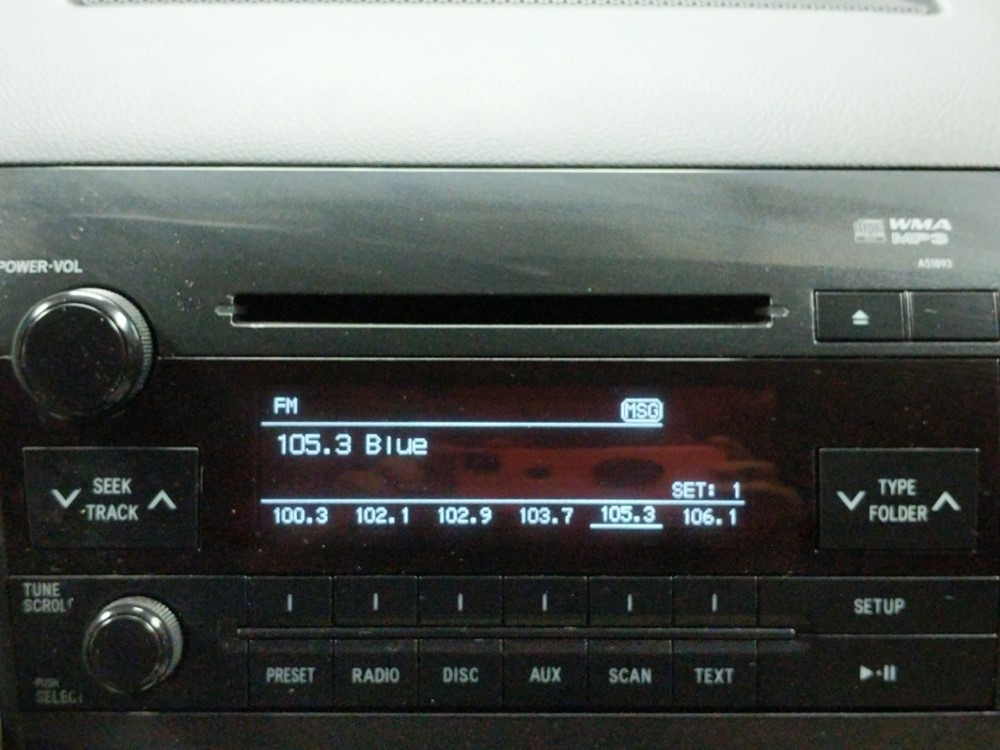 WMA
MP3
AS1893
POWER·VOL
FM
MSG
105.3 Blue
SET: 1
100.3 102.1 102.9 103.7 105.3 106.1
SEEK
TRACK
TYPE
FOLDER
TUNE
SCROLL
SETUP
PRESET RADIO DISC AUX SCAN TEXT
PUSH
SELECT